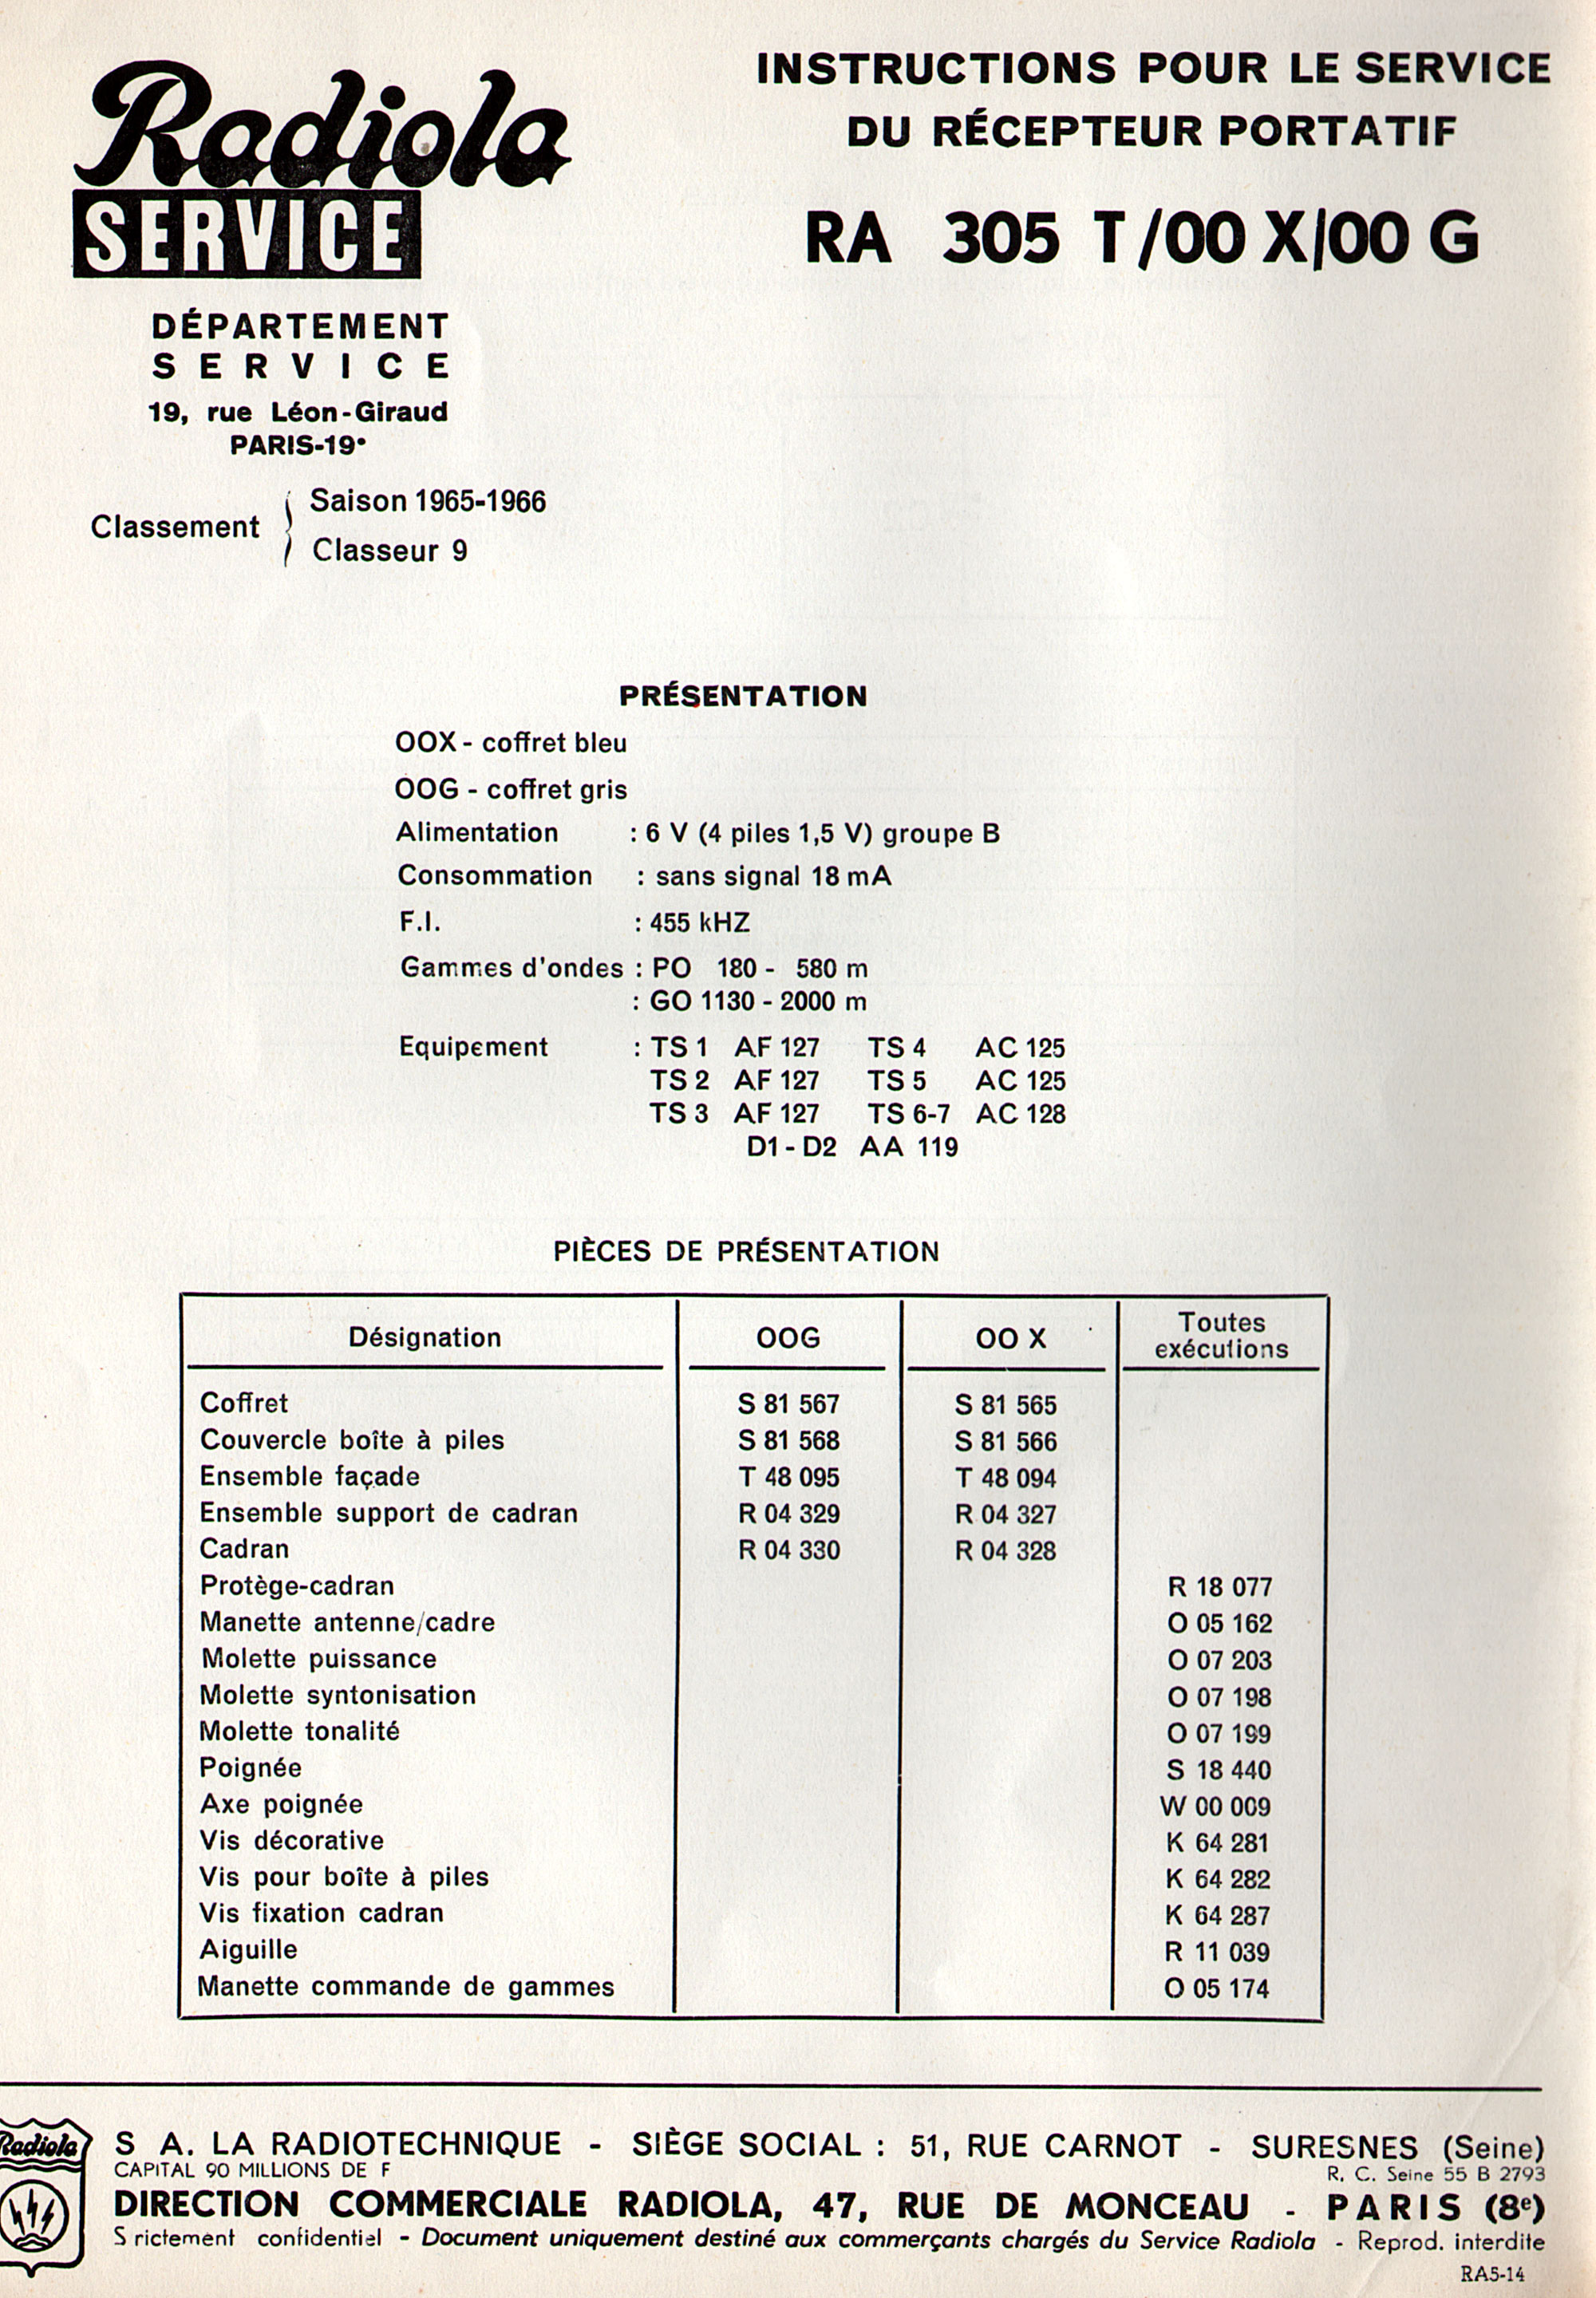 Radiola
SERVICE
INSTRUCTIONS POUR LE SERVICE
DU RÉCEPTEUR PORTATIF
RA 305 T/00 X/00 G
DÉPARTEMENT
SERVICE
19, rue Léon-Giraud
PARIS-19e
Classement
Saison 1965-1966
Classeur 9
PRÉSENTATION
OOX - coffret bleu
OOG - coffret gris
Alimentation : 6 V (4 piles 1,5 V) groupe B
Consommation : sans signal 18 mA
F.I. : 455 kHZ
Gammes d'ondes : PO 180 - 580 m
: GO 1130 - 2000 m
Equipement : TS 1 AF 127 TS 4 AC 125
TS 2 AF 127 TS 5 AC 125
TS 3 AF 127 TS 6-7 AC 128
D1 - D2 AA 119
PIÈCES DE PRÉSENTATION
Désignation OOG OO X Toutes exécutions
Coffret S 81 567 S 81 565
Couvercle boîte à piles S 81 568 S 81 566
Ensemble façade T 48 095 T 48 094
Ensemble support de cadran R 04 329 R 04 327
Cadran R 04 330 R 04 328
Protège-cadran R 18 077
Manette antenne/cadre O 05 162
Molette puissance O 07 203
Molette syntonisation O 07 198
Molette tonalité O 07 199
Poignée S 18 440
Axe poignée W 00 009
Vis décorative K 64 281
Vis pour boîte à piles K 64 282
Vis fixation cadran K 64 287
Aiguille R 11 039
Manette commande de gammes O 05 174
Radiola
S A. LA RADIOTECHNIQUE - SIÈGE SOCIAL : 51, RUE CARNOT - SURESNES (Seine)
CAPITAL 90 MILLIONS DE F R. C. Seine 55 B 2793
DIRECTION COMMERCIALE RADIOLA, 47, RUE DE MONCEAU - PARIS (8e)
S rictement confidentiel - Document uniquement destiné aux commerçants chargés du Service Radiola - Reprod. interdite
RA5-14